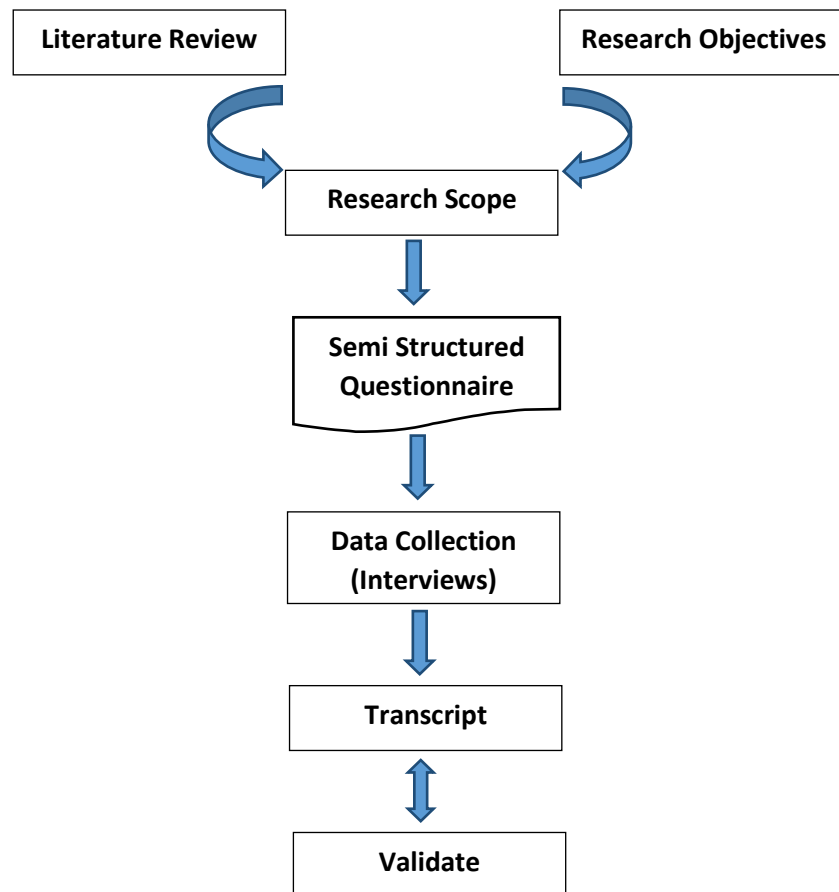 Literature Review
Research Objectives
Research Scope
Semi Structured
Questionnaire
Data Collection
(Interviews)
Transcript
Validate